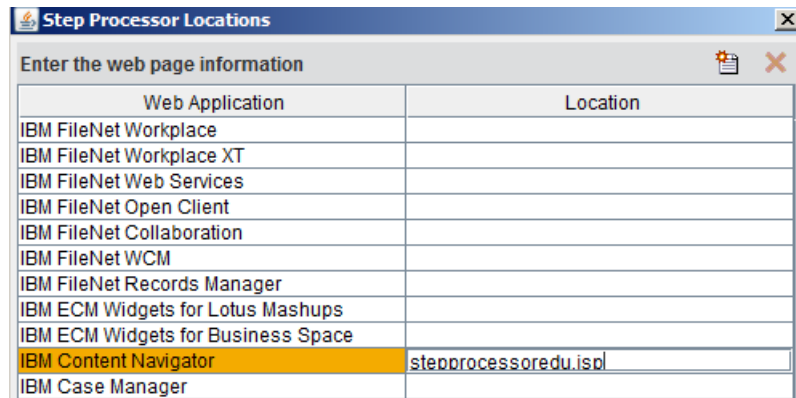 Step Processor Locations
Enter the web page information
Web Application Location
IBM FileNet Workplace
IBM FileNet Workplace XT
IBM FileNet Web Services
IBM FileNet Open Client
IBM FileNet Collaboration
IBM FileNet WCM
IBM FileNet Records Manager
IBM ECM Widgets for Lotus Mashups
IBM ECM Widgets for Business Space
IBM Content Navigator stepprocessoredu.jsp
IBM Case Manager